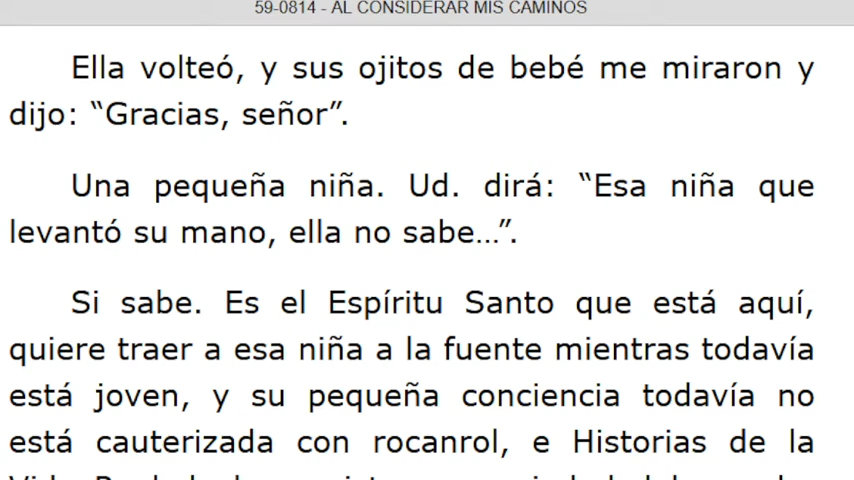 59-0814 - AL CONSIDERAR MIS CAMINOS
Ella volteó, y sus ojitos de bebé me miraron y
dijo: “Gracias, señor”.
Una pequeña niña. Ud. dirá: “Esa niña que
levantó su mano, ella no sabe…”.
Si sabe. Es el Espíritu Santo que está aquí,
quiere traer a esa niña a la fuente mientras todavía
está joven, y su pequeña conciencia todavía no
está cauterizada con rocanrol, e Historias de la